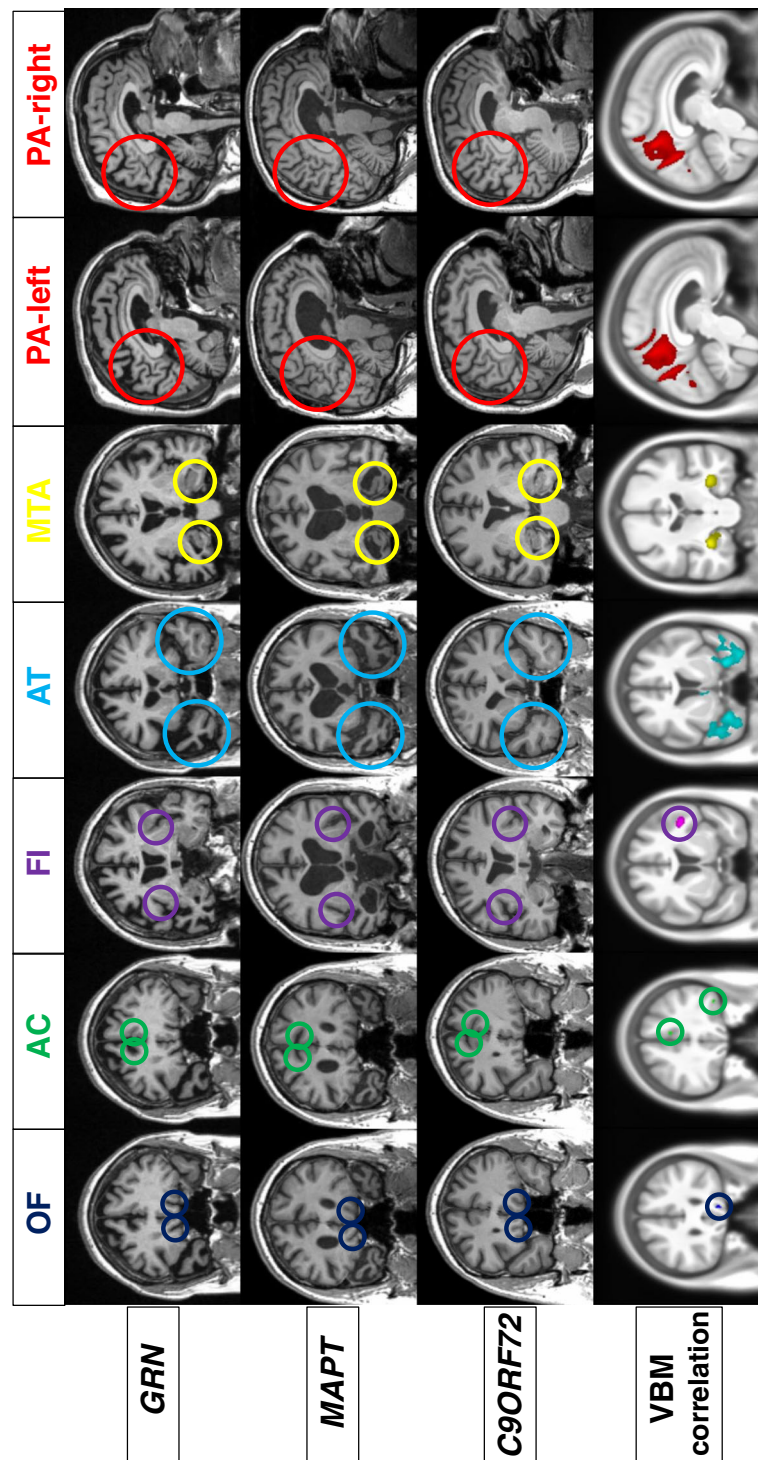 OF
AC
FI
AT
MTA
PA-left
PA-right
GRN
MAPT
C9ORF72
VBM
correlation